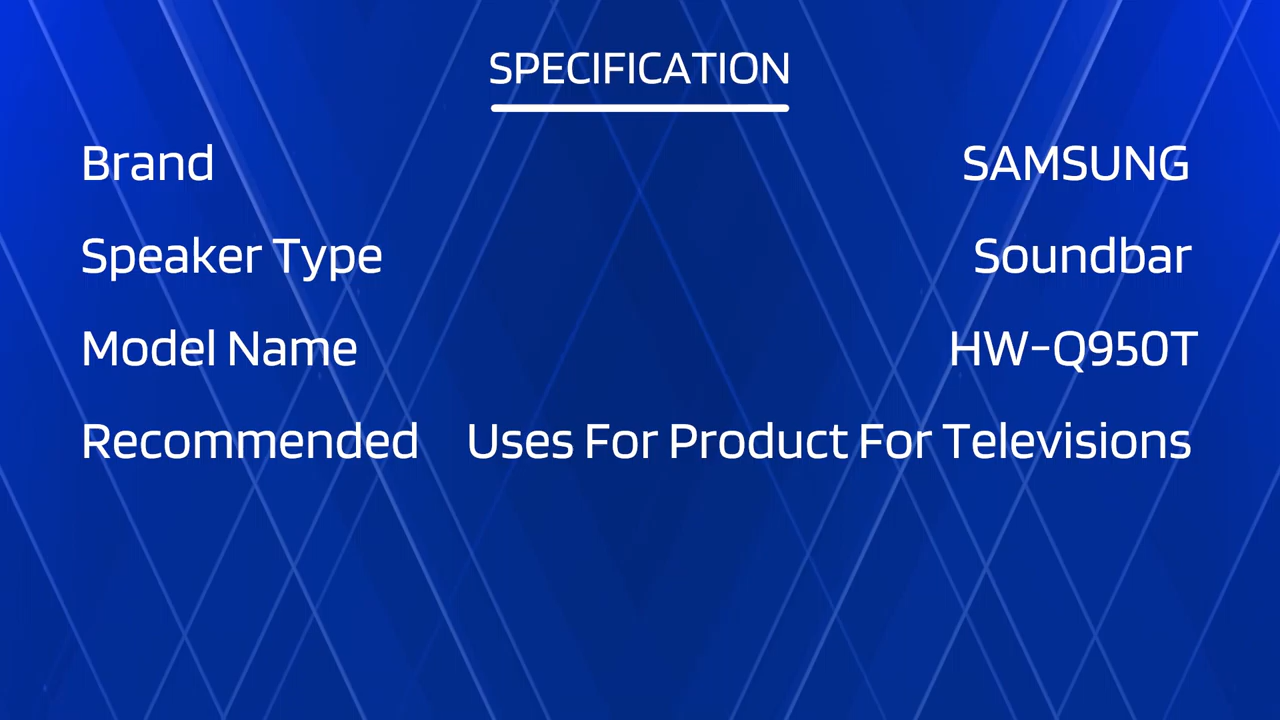 SPECIFICATION
Brand SAMSUNG
Speaker Type Soundbar
Model Name HW-Q950T
Recommended Uses For Product For Televisions